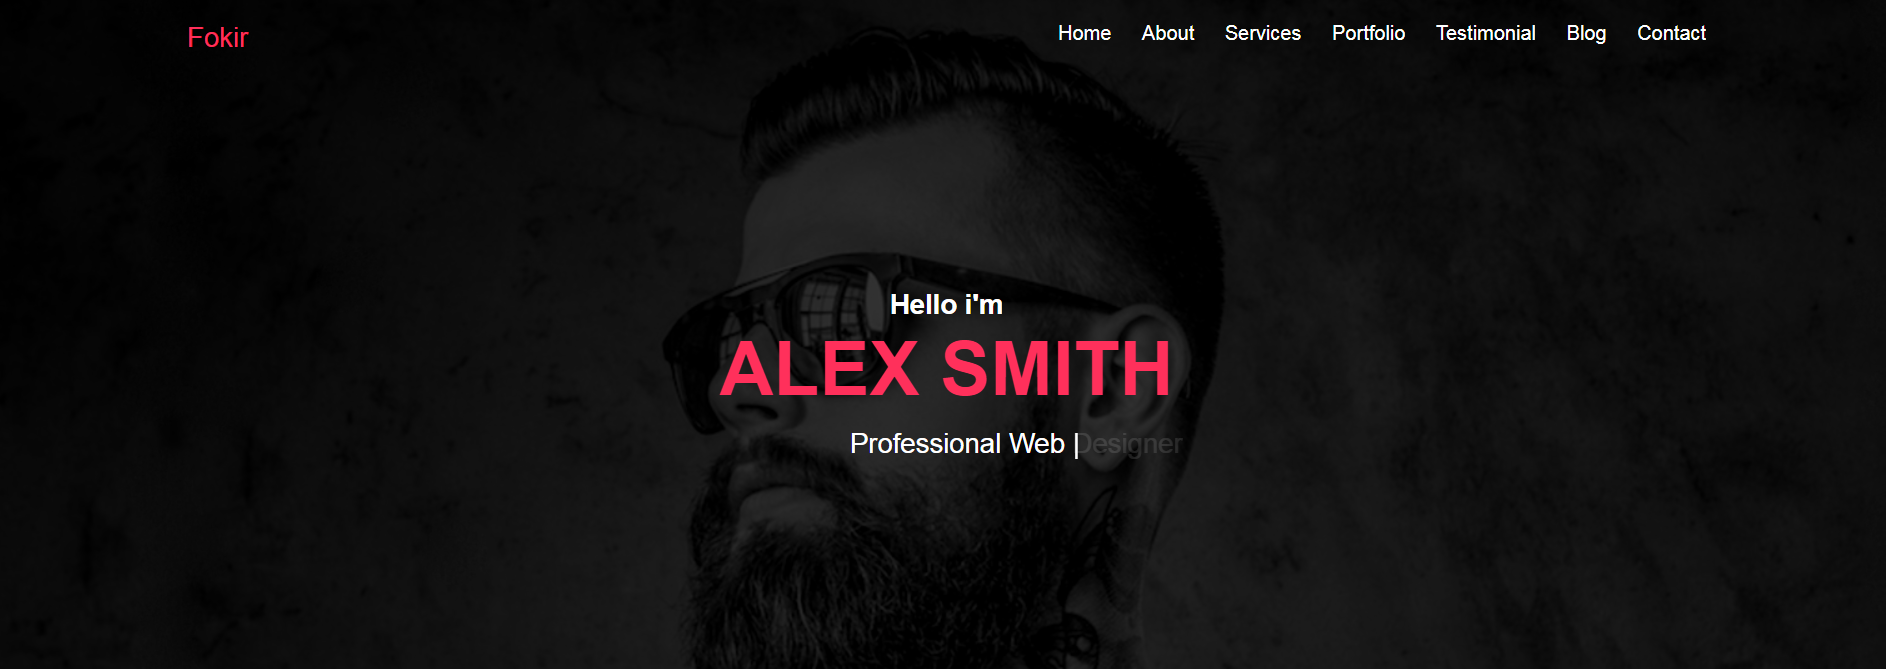 Fokir
Home About Services Portfolio Testimonial Blog Contact
Hello i'm
ALEX SMITH
Professional Web |Designer